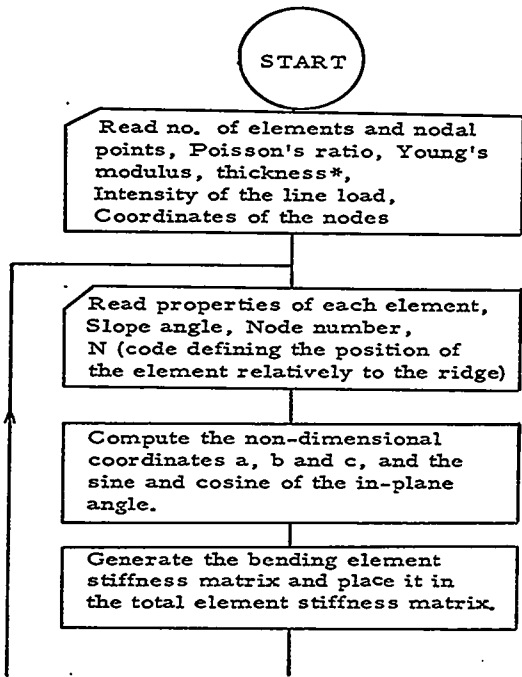 START
Read no. of elements and nodal
points, Poisson's ratio, Young's
modulus, thickness*,
Intensity of the line load,
Coordinates of the nodes
Read properties of each element,
Slope angle, Node number,
N (code defining the position of
the element relatively to the ridge)
Compute the non-dimensional
coordinates a, b and c, and the
sine and cosine of the in-plane
angle.
Generate the bending element
stiffness matrix and place it in
the total element stiffness matrix.